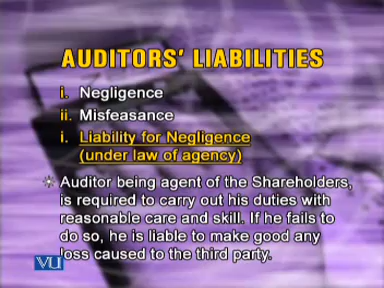 AUDITORS' LIABILITIES
i. Negligence
ii. Misfeasance
i. Liability for Negligence
(under law of agency)
Auditor being agent of the Shareholders,
is required to carry out his duties with
reasonable care and skill. If he fails to
do so, he is liable to make good any
loss caused to the third party.
VU